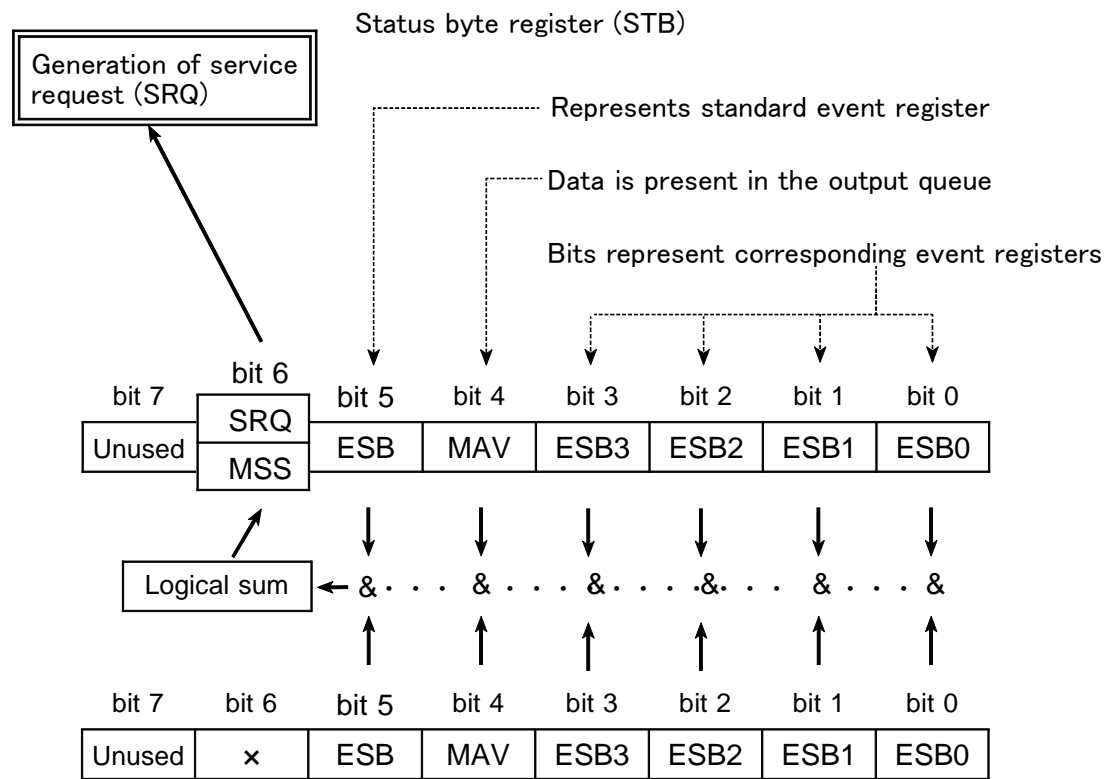 Status byte register (STB)
Generation of service
request (SRQ)
Represents standard event register
Data is present in the output queue
Bits represent corresponding event registers
bit 7 bit 6 bit 5 bit 4 bit 3 bit 2 bit 1 bit 0
Unused SRQ MSS ESB MAV ESB3 ESB2 ESB1 ESB0
Logical sum & & & & & &
bit 7 bit 6 bit 5 bit 4 bit 3 bit 2 bit 1 bit 0
Unused × ESB MAV ESB3 ESB2 ESB1 ESB0